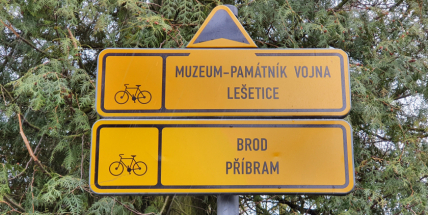 MUZEUM-PAMÁTNÍK VOJNA
LEŠETICE
BROD
PŘÍBRAM